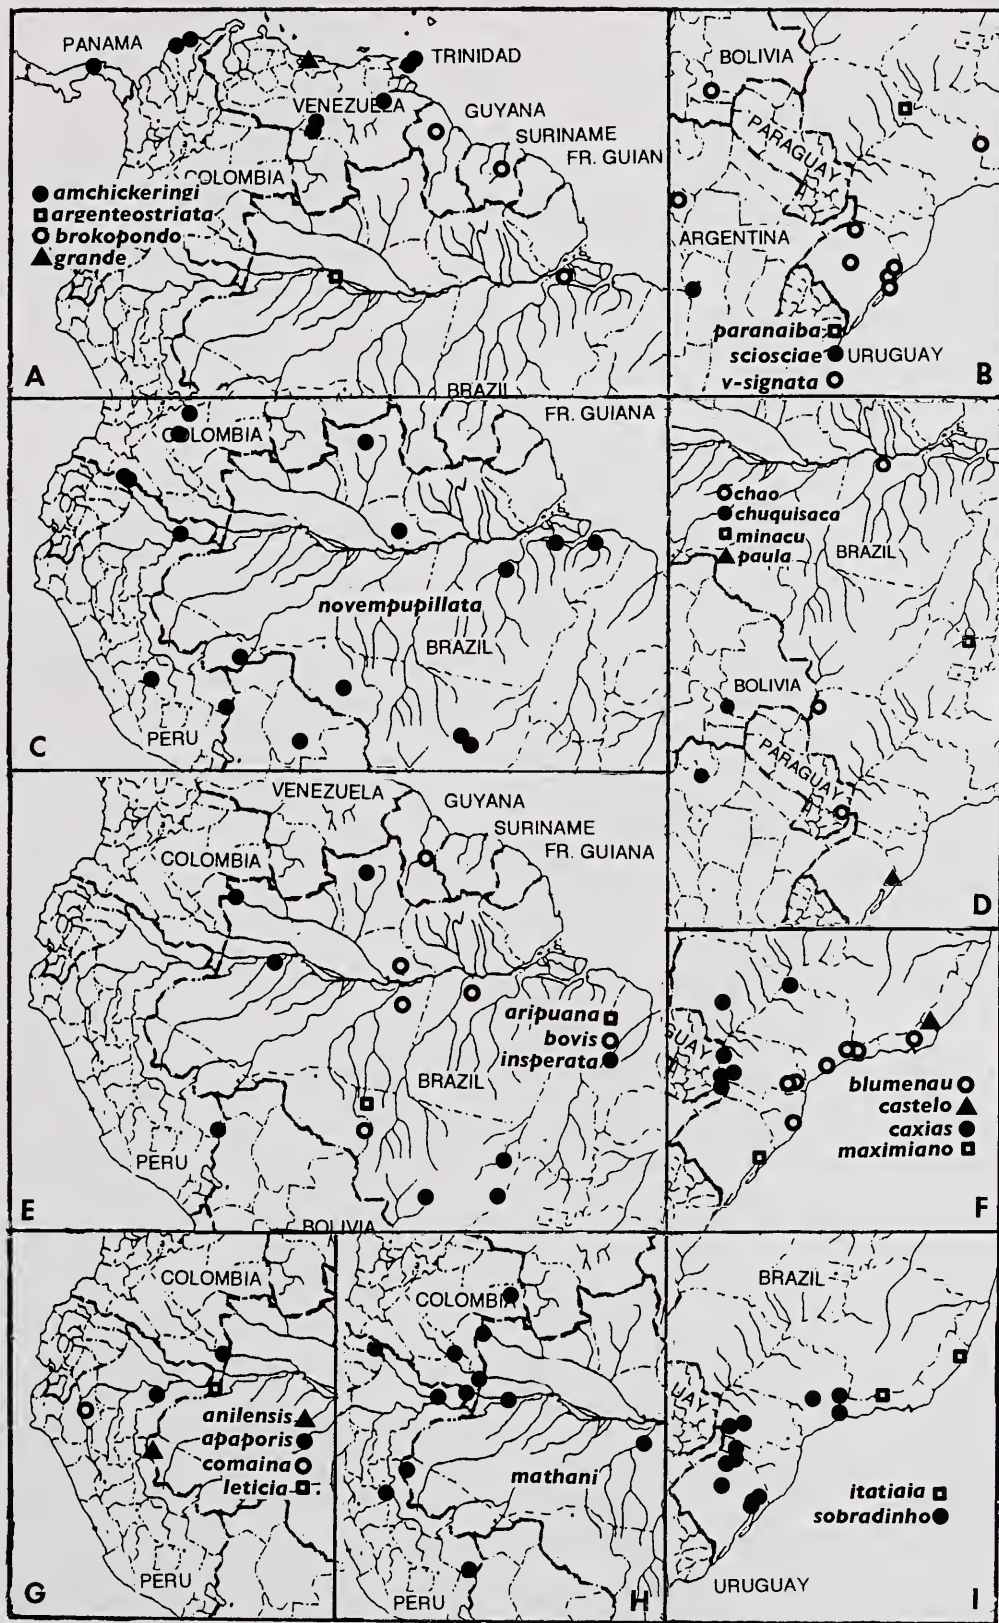 PANAMA
TRINIDAD
VENEZUELA
GUYANA
SURINAME
FR. GUIAN
COLOMBIA
amchickeringi
argenteostriata
brokopondo
grande
BRAZIL
A
BOLIVIA
PARAGUAY
ARGENTINA
paranaiba
sciosciae
URUGUAY
v-signata
B
FR. GUIANA
COLOMBIA
novempupillata
BRAZIL
PERU
C
chao
chuquisaca
minacu
paula
BRAZIL
BOLIVIA
PARAGUAY
D
VENEZUELA
GUYANA
SURINAME
FR. GUIANA
COLOMBIA
aripuana
bovis
insperata
BRAZIL
PERU
BOLIVIA
E
GUAY
blumenau
castelo
caxias
maximiano
F
COLOMBIA
anilensis
apaporis
comaina
leticia
PERU
G
COLOMBIA
mathani
PERU
H
BRAZIL
UAY
itatiaia
sobradinho
URUGUAY
I